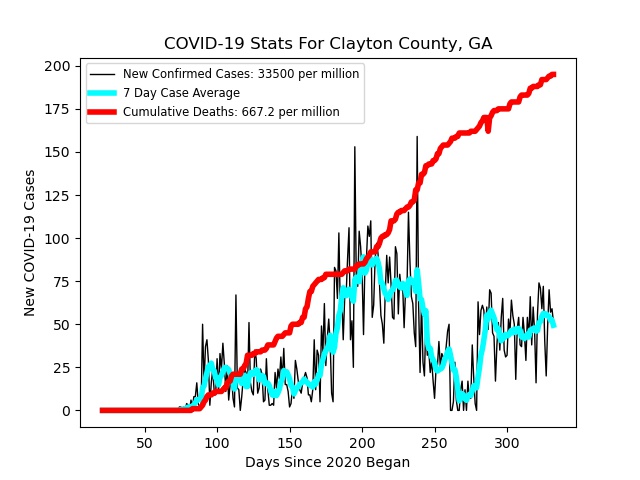 COVID-19 Stats For Clayton County, GA
New Confirmed Cases: 33500 per million
7 Day Case Average
Cumulative Deaths: 667.2 per million
New COVID-19 Cases
200
175
150
125
100
75
50
25
0
50
100
150
200
250
300
Days Since 2020 Began